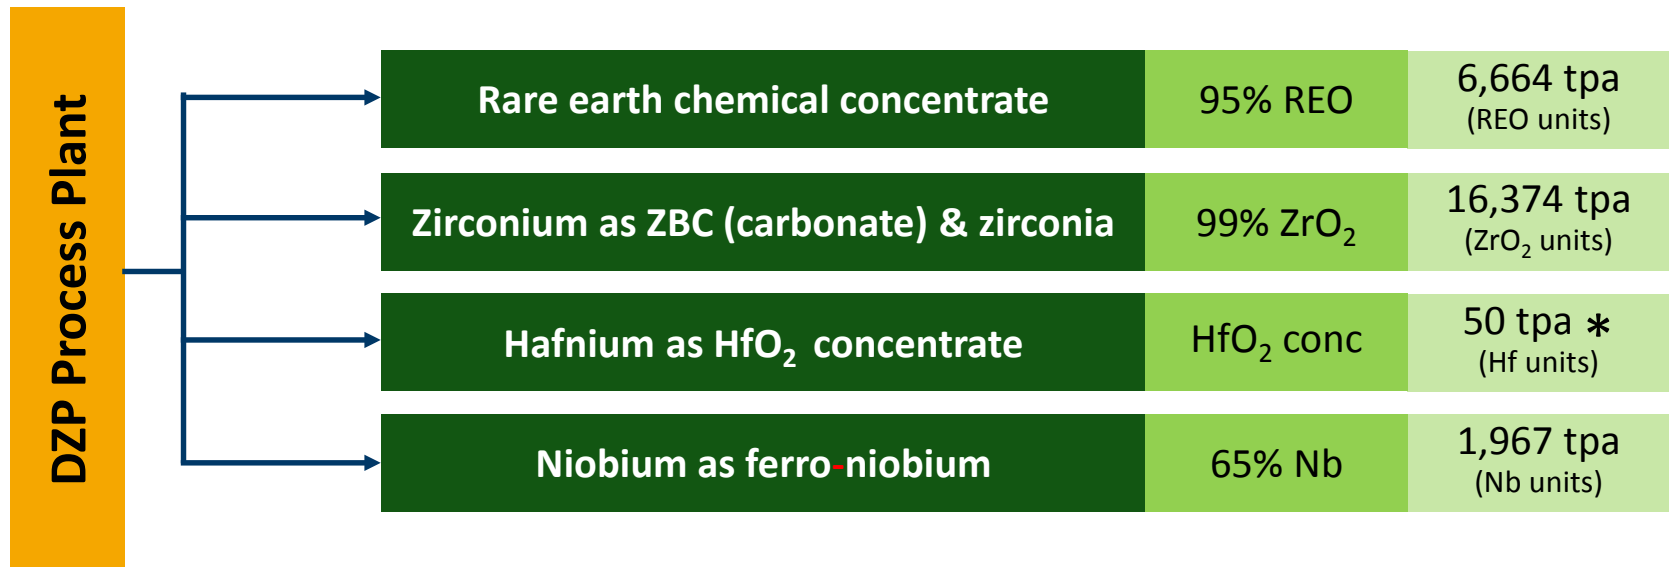 DZP Process Plant
Rare earth chemical concentrate
95% REO
6,664 tpa
(REO units)
Zirconium as ZBC (carbonate) & zirconia
99% ZrO₂
16,374 tpa
(ZrO₂ units)
Hafnium as HfO₂ concentrate
HfO₂ conc
50 tpa *
(Hf units)
Niobium as ferro-niobium
65% Nb
1,967 tpa
(Nb units)